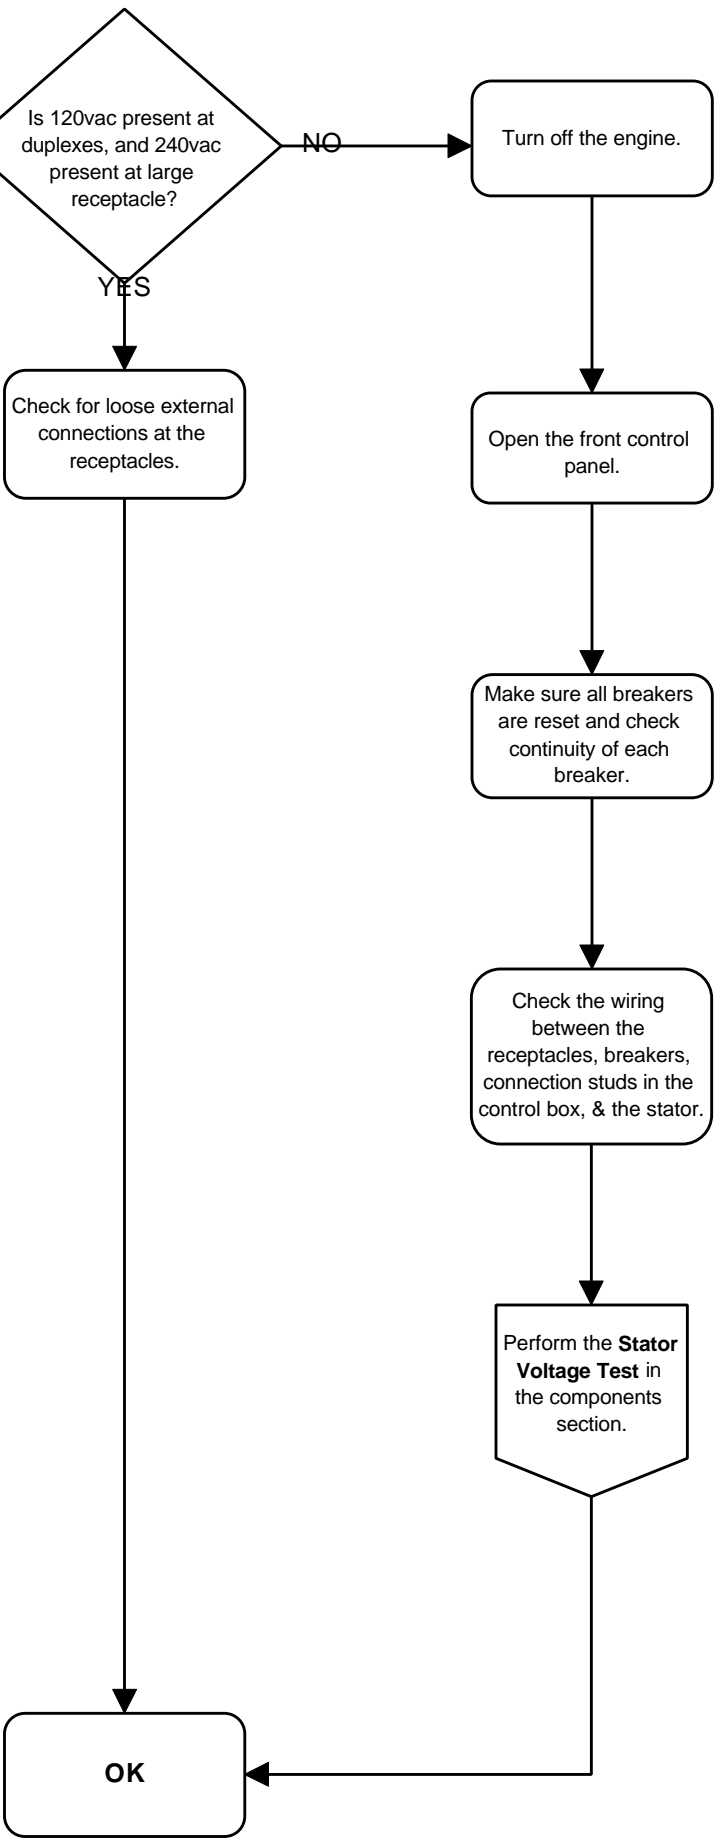 Is 120vac present at
duplexes, and 240vac
present at large
receptacle?
NO
Turn off the engine.
YES
Check for loose external
connections at the
receptacles.
Open the front control
panel.
Make sure all breakers
are reset and check
continuity of each
breaker.
Check the wiring
between the
receptacles, breakers,
connection studs in the
control box, & the stator.
Perform the Stator
Voltage Test in
the components
section.
OK